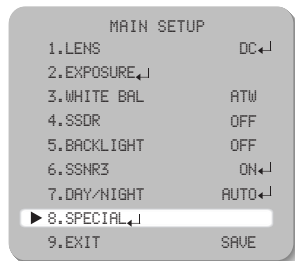 MAIN SETUP
1.LENS DC↵
2.EXPOSURE↵
3.WHITE BAL ATW
4.SSDR OFF
5.BACKLIGHT OFF
6.SSNR3 ON↵
7.DAY/NIGHT AUTO↵
▶8.SPECIAL↵
9.EXIT SAVE